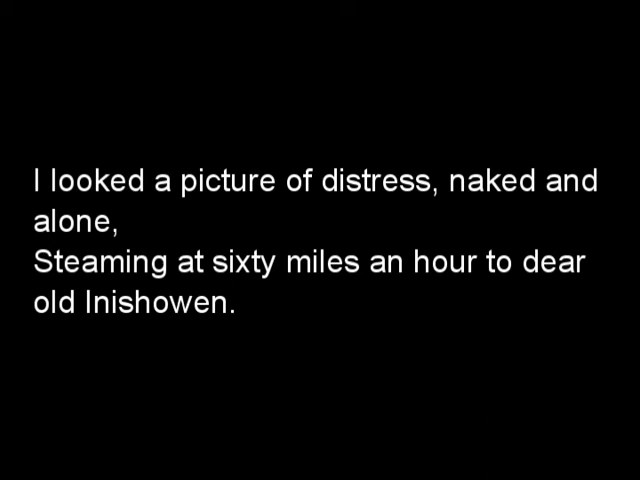 I looked a picture of distress, naked and
alone,
Steaming at sixty miles an hour to dear
old Inishowen.